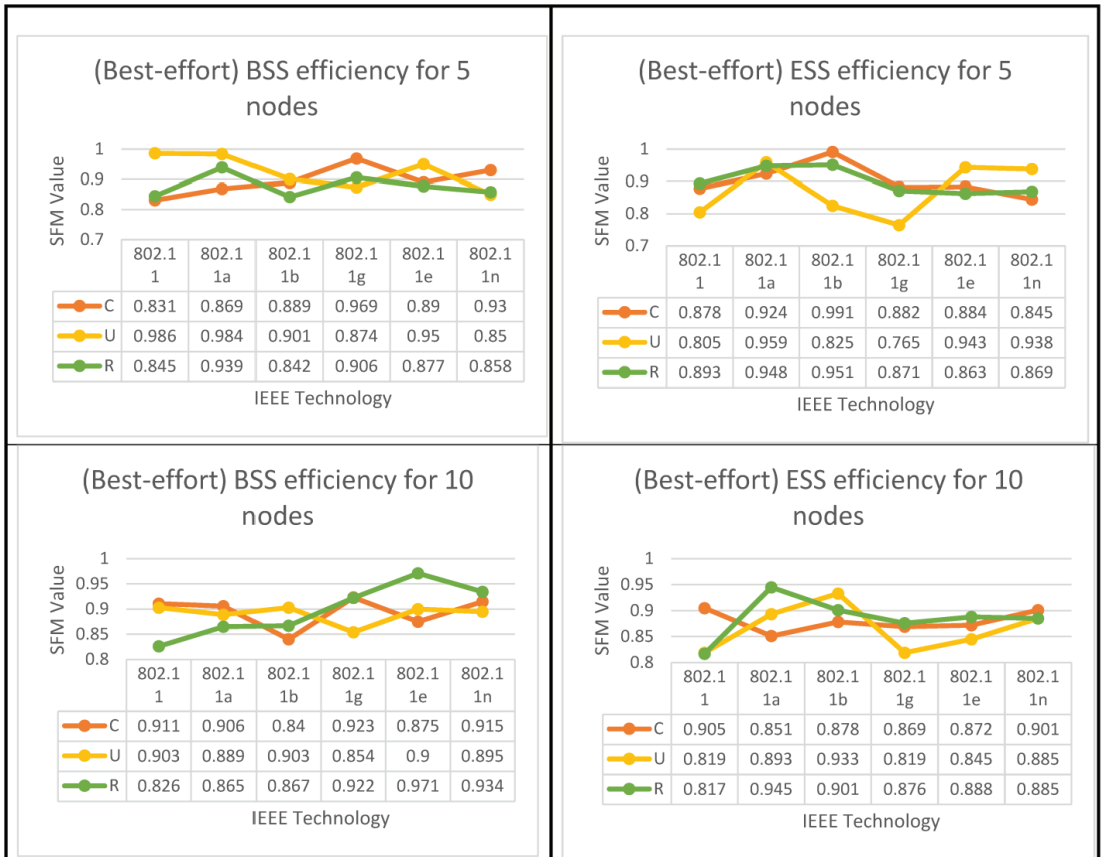 (Best-effort) BSS efficiency for 5
nodes
1
0.9
0.8
0.7
SFM Value
802.1 802.1 802.1 802.1 802.1 802.1
1 1a 1b 1g 1e 1n
C 0.831 0.869 0.889 0.969 0.89 0.93
U 0.986 0.984 0.901 0.874 0.95 0.85
R 0.845 0.939 0.842 0.906 0.877 0.858
IEEE Technology
(Best-effort) ESS efficiency for 5
nodes
1
0.9
0.8
0.7
SFM Value
802.1 802.1 802.1 802.1 802.1 802.1
1 1a 1b 1g 1e 1n
C 0.878 0.924 0.991 0.882 0.884 0.845
U 0.805 0.959 0.825 0.765 0.943 0.938
R 0.893 0.948 0.951 0.871 0.863 0.869
IEEE Technology
(Best-effort) BSS efficiency for 10
nodes
1
0.95
0.9
0.85
0.8
SFM Value
802.1 802.1 802.1 802.1 802.1 802.1
1 1a 1b 1g 1e 1n
C 0.911 0.906 0.84 0.923 0.875 0.915
U 0.903 0.889 0.903 0.854 0.9 0.895
R 0.826 0.865 0.867 0.922 0.971 0.934
IEEE Technology
(Best-effort) ESS efficiency for 10
nodes
1
0.95
0.9
0.85
0.8
SFM Value
802.1 802.1 802.1 802.1 802.1 802.1
1 1a 1b 1g 1e 1n
C 0.905 0.851 0.878 0.869 0.872 0.901
U 0.819 0.893 0.933 0.819 0.845 0.885
R 0.817 0.945 0.901 0.876 0.888 0.885
IEEE Technology